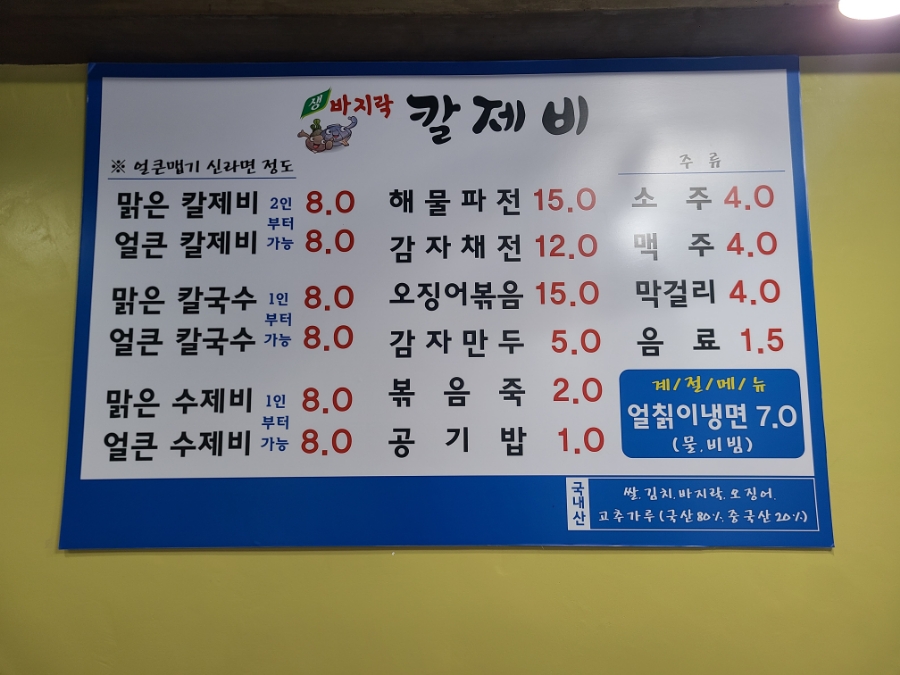 생 바지락 칼제비
※ 얼큰맵기 신라면 정도
맑은 칼제비 2인 8.0
부터
얼큰 칼제비 가능 8.0
맑은 칼국수 1인 8.0
부터
얼큰 칼국수 가능 8.0
맑은 수제비 1인 8.0
부터
얼큰 수제비 가능 8.0
해물파전 15.0
감자채전 12.0
오징어볶음 15.0
감자만두 5.0
볶음죽 2.0
공기밥 1.0
주류
소주 4.0
맥주 4.0
막걸리 4.0
음료 1.5
계/절/메/뉴
얼칡이냉면 7.0
(물,비빔)
국내산
쌀, 김치, 바지락, 오징어,
고추가루 (국산80%, 중국산20%)